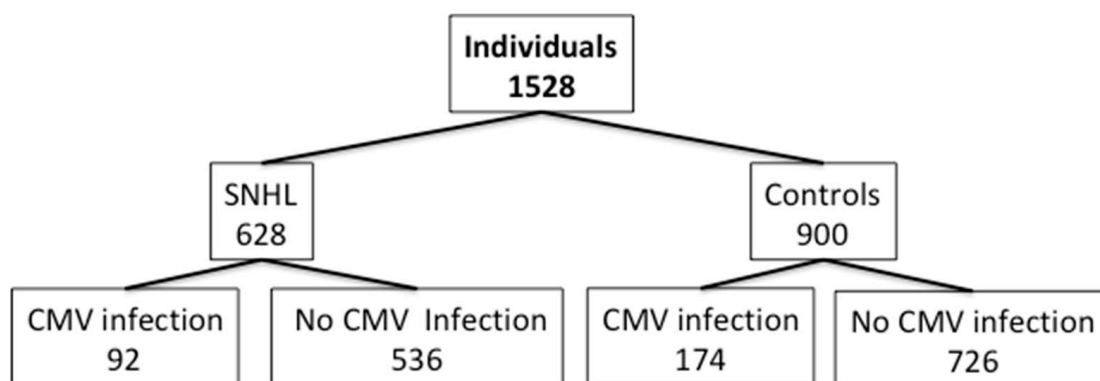 Individuals
1528
SNHL
628
Controls
900
CMV infection
92
No CMV Infection
536
CMV infection
174
No CMV infection
726